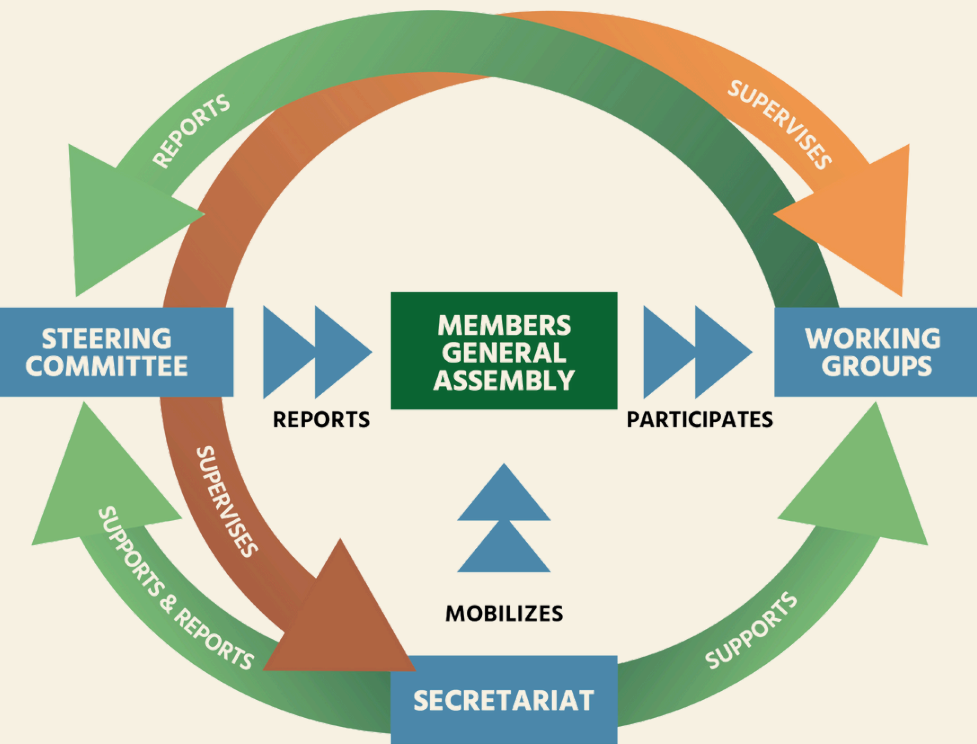 REPORTS
SUPERVISES
STEERING
COMMITTEE
MEMBERS
GENERAL
ASSEMBLY
WORKING
GROUPS
REPORTS
PARTICIPATES
SUPERVISES
SUPPORTS & REPORTS
MOBILIZES
SUPPORTS
SECRETARIAT